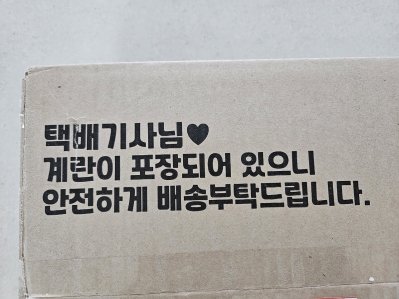 택배기사님♥
계란이 포장되어 있으니
안전하게 배송부탁드립니다.